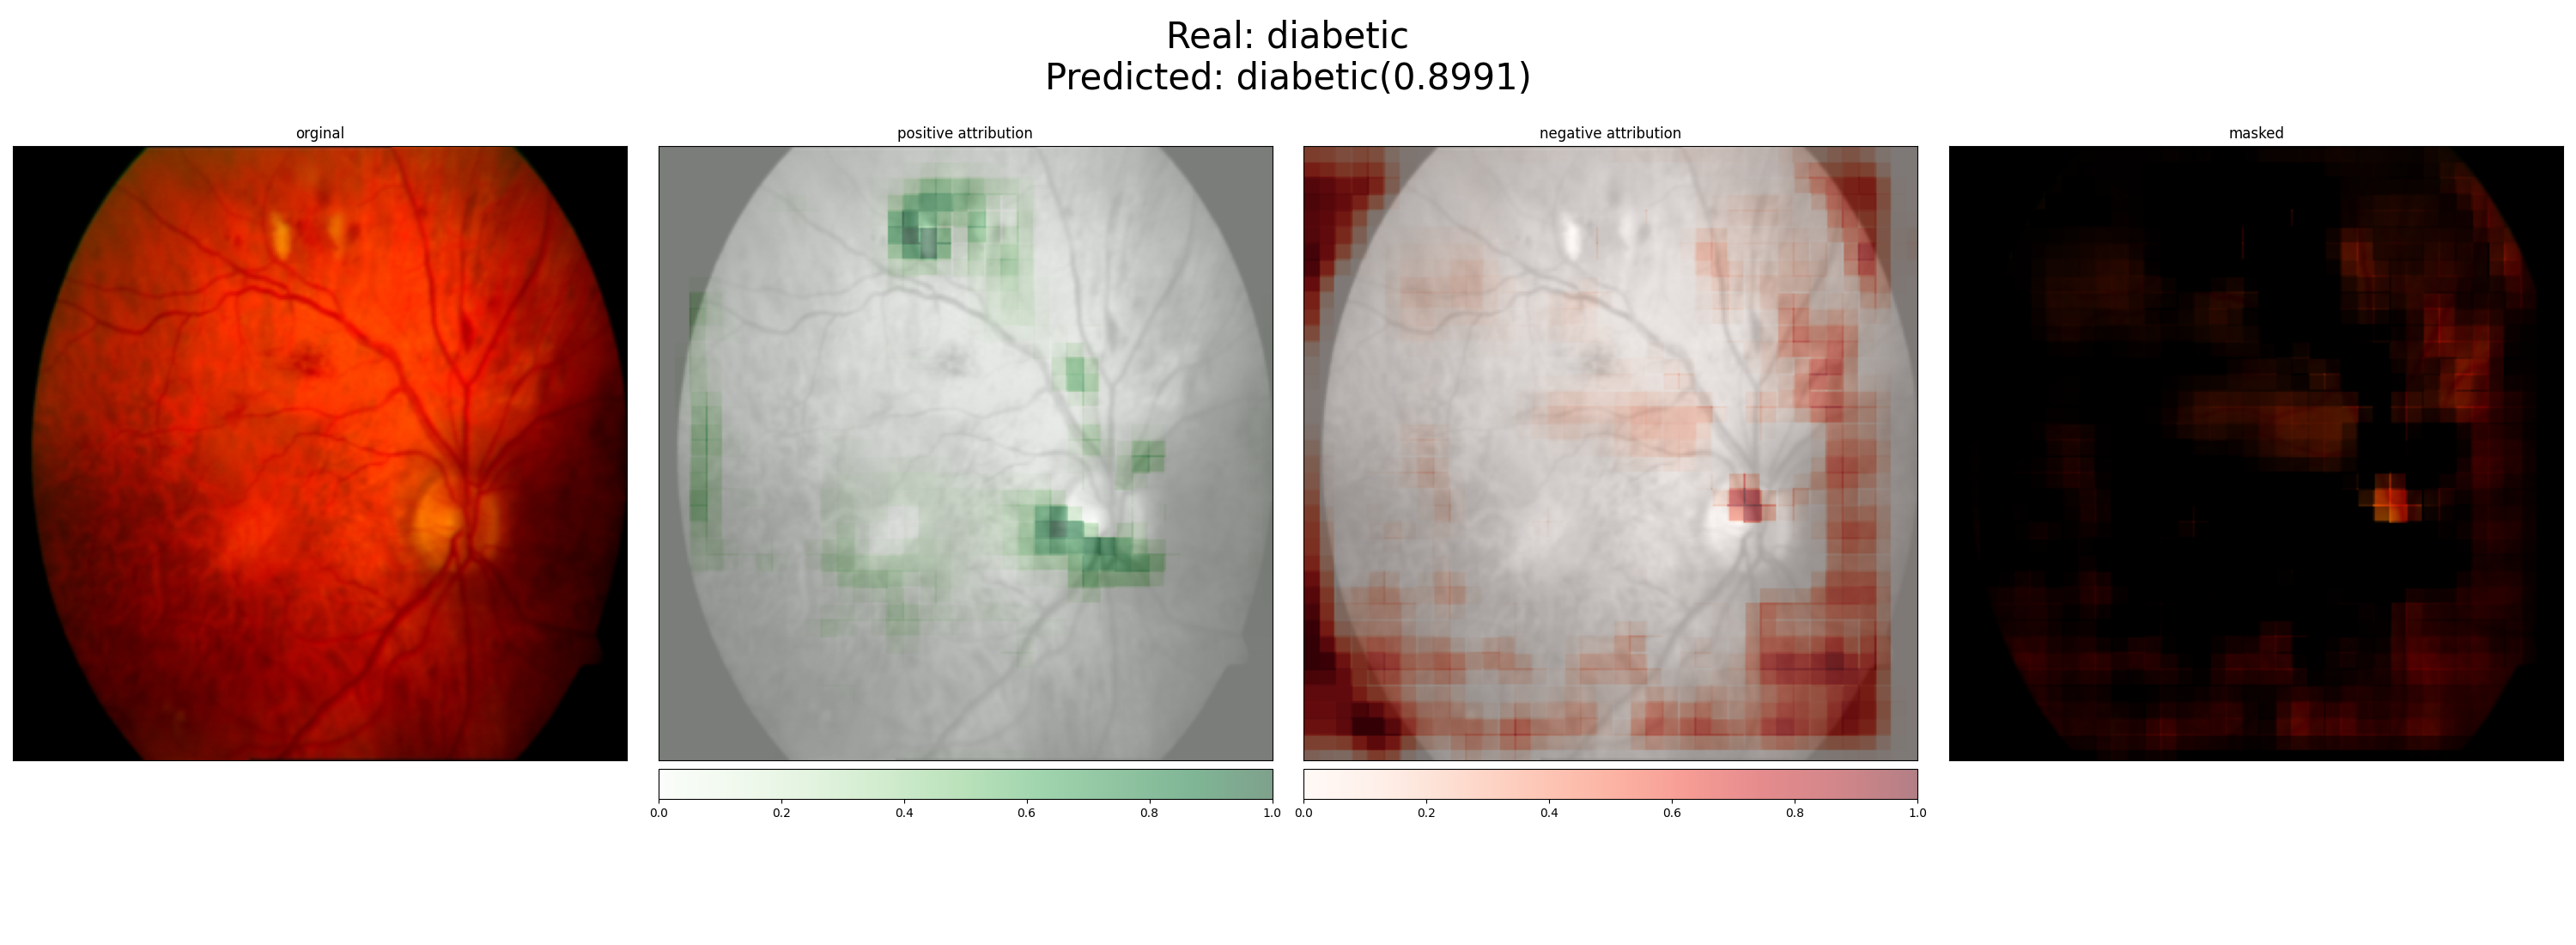 Real: diabetic
Predicted: diabetic(0.8991)
orginal
positive attribution
negative attribution
masked
0.0 0.2 0.4 0.6 0.8 1.0
0.0 0.2 0.4 0.6 0.8 1.0